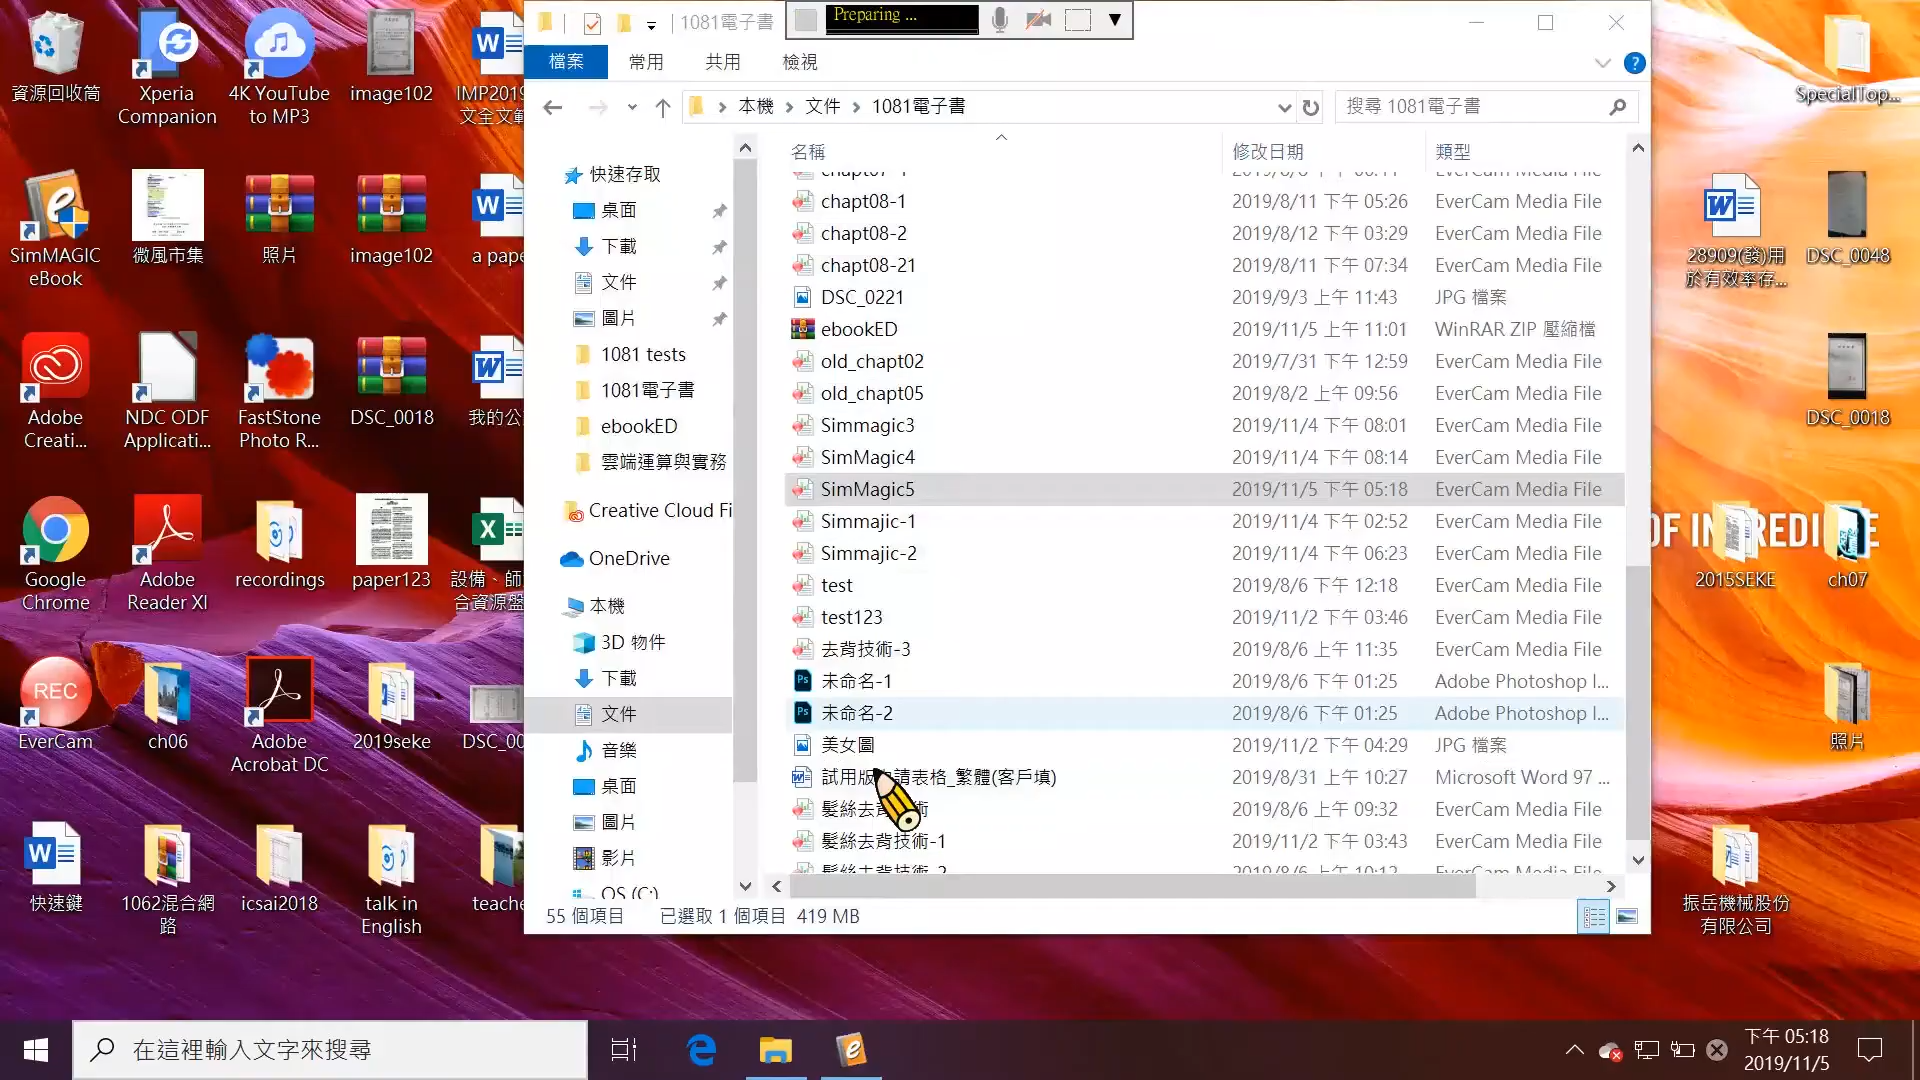 資源回收筒
Xperia
Companion
4K YouTube
to MP3
image102
IMP2019
SimMAGIC
eBook
微風市集
照片
image102
a pape
Adobe
Creati...
NDC ODF
Applicati...
FastStone
Photo R...
DSC_0018
我的公
Google
Chrome
Adobe
Reader XI
recordings
paper123
設備、師
合資源盤
REC
EverCam
ch06
Adobe
Acrobat DC
2019seke
DSC_00
快速鍵
1062混合網
路
icsai2018
talk in
English
teache
1081電子書
Preparing ...
檔案
常用
共用
檢視
本機
文件
1081電子書
搜尋 1081電子書
快速存取
桌面
下載
文件
圖片
1081 tests
1081電子書
ebookED
雲端運算與實務
Creative Cloud Fi
OneDrive
本機
3D 物件
下載
文件
音樂
桌面
圖片
影片
OS (C:)
名稱 修改日期 類型
chapt08-1 2019/8/11 下午 05:26 EverCam Media File
chapt08-2 2019/8/12 下午 03:29 EverCam Media File
chapt08-21 2019/8/11 下午 07:34 EverCam Media File
DSC_0221 2019/9/3 上午 11:43 JPG 檔案
ebookED 2019/11/5 上午 11:01 WinRAR ZIP 壓縮檔
old_chapt02 2019/7/31 下午 12:59 EverCam Media File
old_chapt05 2019/8/2 上午 09:56 EverCam Media File
Simmagic3 2019/11/4 下午 08:01 EverCam Media File
SimMagic4 2019/11/4 下午 08:14 EverCam Media File
SimMagic5 2019/11/5 下午 05:18 EverCam Media File
Simmajic-1 2019/11/4 下午 02:52 EverCam Media File
Simmajic-2 2019/11/4 下午 06:23 EverCam Media File
test 2019/8/6 下午 12:18 EverCam Media File
test123 2019/11/2 下午 03:46 EverCam Media File
去背技術-3 2019/8/6 上午 11:35 EverCam Media File
未命名-1 2019/8/6 下午 01:25 Adobe Photoshop I...
未命名-2 2019/8/6 下午 01:25 Adobe Photoshop I...
美女圖 2019/11/2 下午 04:29 JPG 檔案
試用版 請表格_繁體(客戶填) 2019/8/31 上午 10:27 Microsoft Word 97 ...
髮絲去 術 2019/8/6 上午 09:32 EverCam Media File
髮絲去背技術-1 2019/11/2 下午 03:43 EverCam Media File
55 個項目 已選取 1 個項目 419 MB
SpecialTop...
28909(發)用
於有效率存...
DSC_0048
DSC_0018
OF INCREDIBLE
2015SEKE
ch07
照片
振岳機械股份
有限公司
在這裡輸入文字來搜尋
下午 05:18
2019/11/5